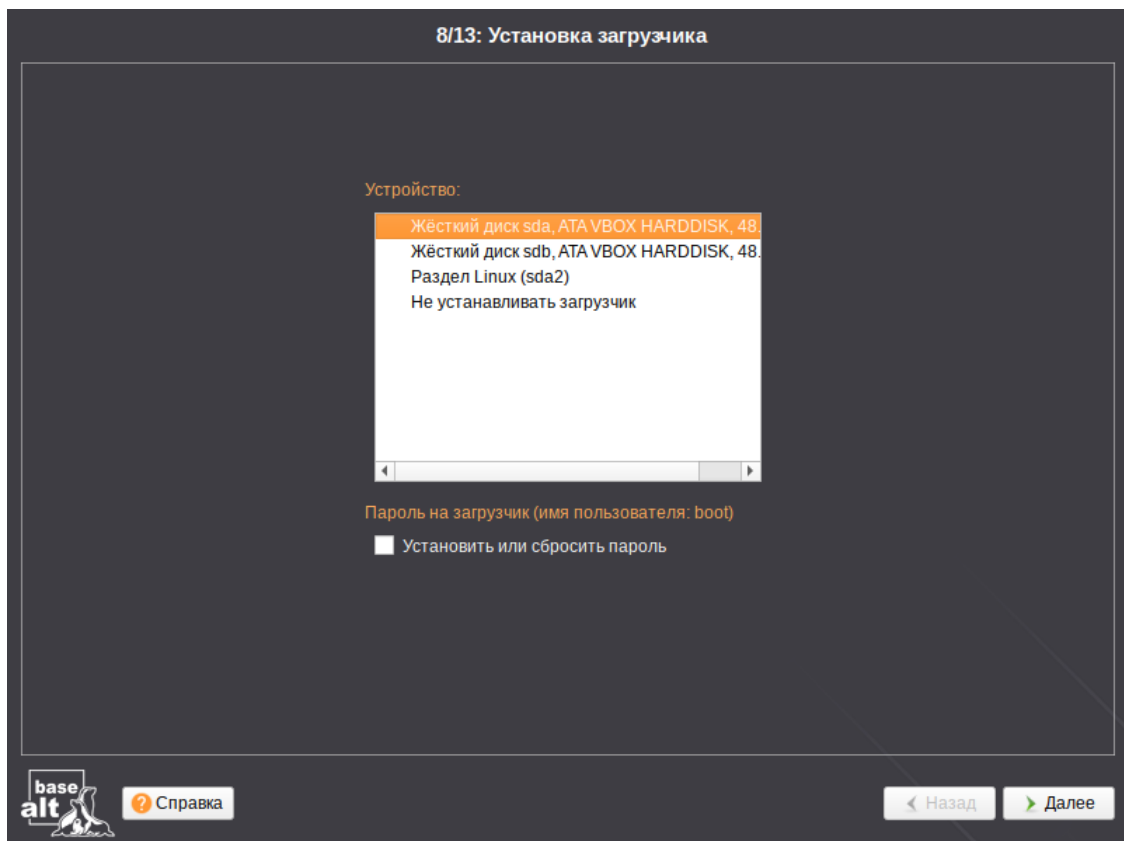 8/13: Установка загрузчика
Устройство:
Жёсткий диск sda, ATA VBOX HARDDISK, 48.
Жёсткий диск sdb, ATA VBOX HARDDISK, 48.
Раздел Linux (sda2)
Не устанавливать загрузчик
Пароль на загрузчик (имя пользователя: boot)
Установить или сбросить пароль
base
alt
Справка
Назад
Далее